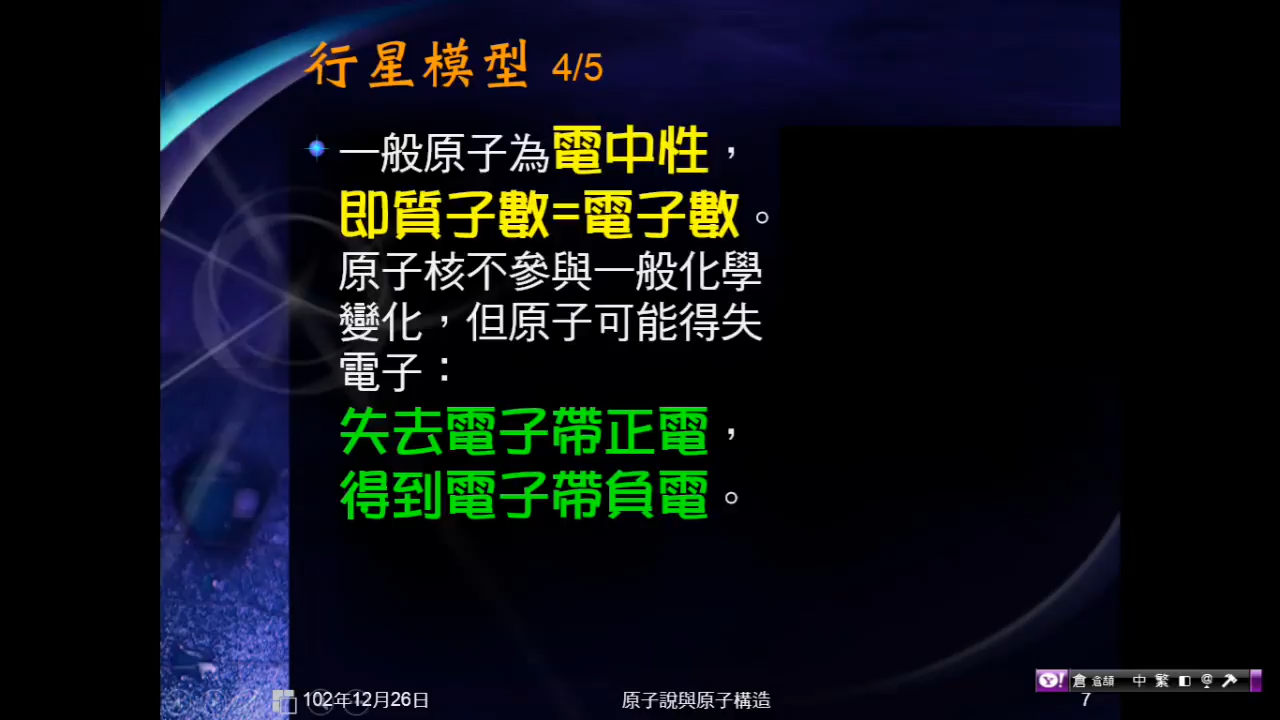 行星模型 4/5
一般原子為電中性，
即質子數=電子數。
原子核不參與一般化學
變化，但原子可能得失
電子：
失去電子帶正電，
得到電子帶負電。
102年12月26日
原子說與原子構造
7
Y! 倉 倉頡 中 繁